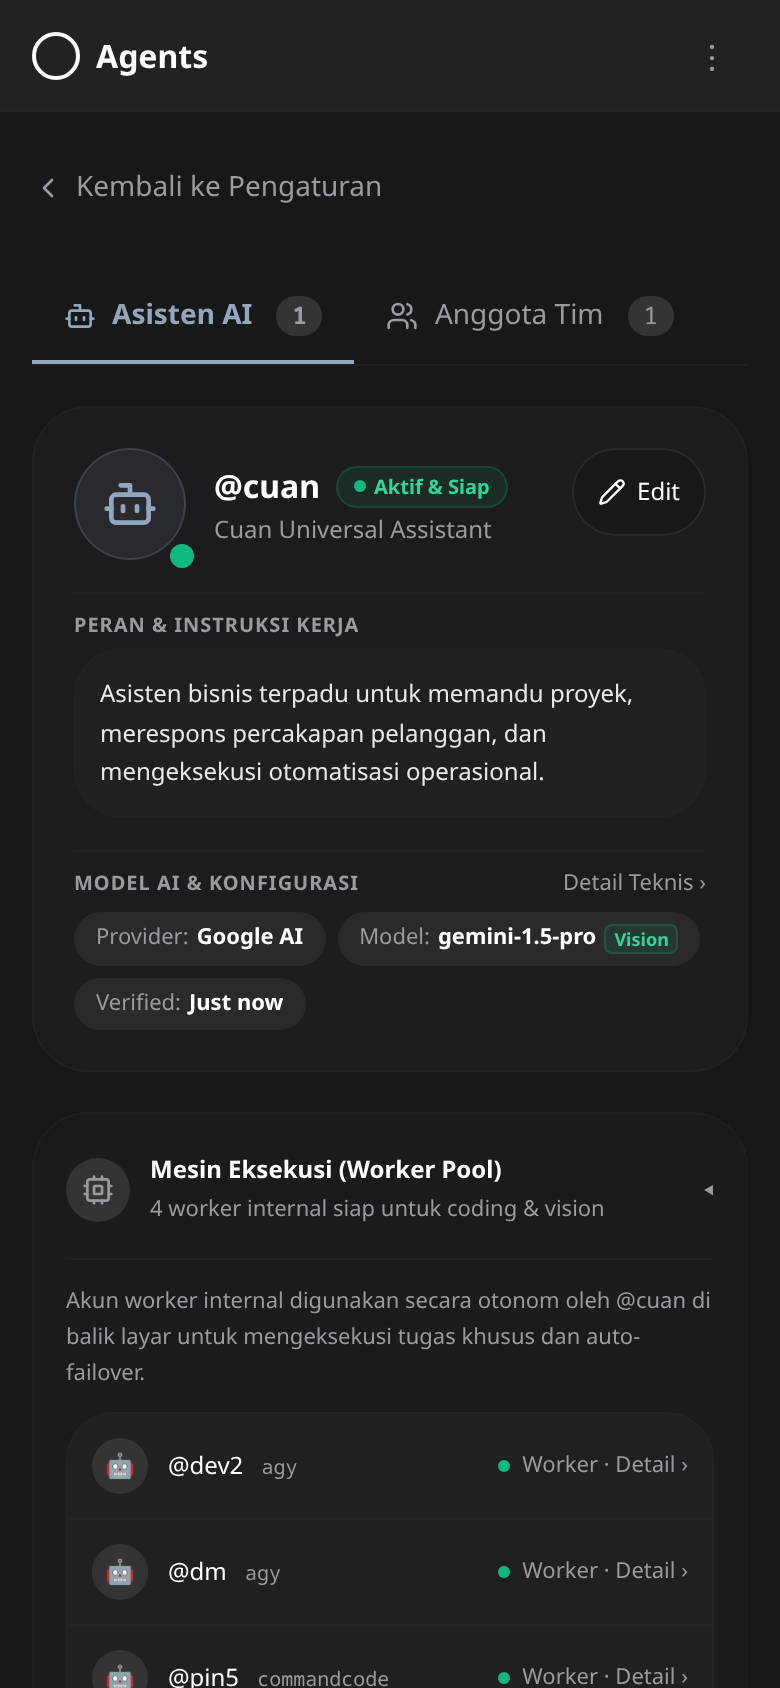 Agents
Kembali ke Pengaturan
Asisten AI 1 Anggota Tim 1
@cuan Aktif & Siap Edit
Cuan Universal Assistant
PERAN & INSTRUKSI KERJA
Asisten bisnis terpadu untuk memandu proyek,
merespons percakapan pelanggan, dan
mengeksekusi otomatisasi operasional.
MODEL AI & KONFIGURASI Detail Teknis ›
Provider: Google AI Model: gemini-1.5-pro Vision
Verified: Just now
Mesin Eksekusi (Worker Pool)
4 worker internal siap untuk coding & vision
Akun worker internal digunakan secara otonom oleh @cuan di
balik layar untuk mengeksekusi tugas khusus dan auto-
failover.
@dev2 agy Worker · Detail ›
@dm agy Worker · Detail ›
@pin5 commandcode Worker · Detail ›